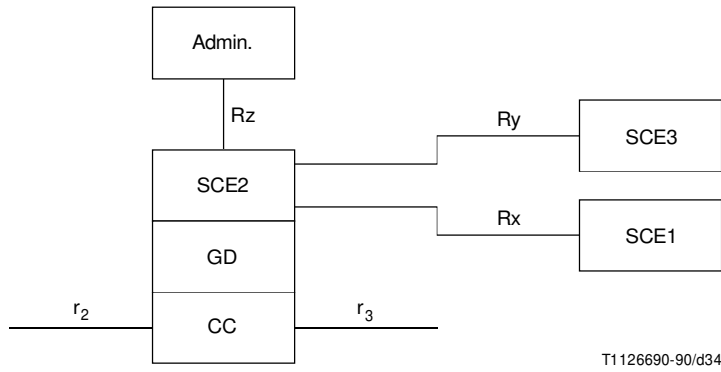 Admin.
Rz
Ry
SCE3
SCE2
Rx
SCE1
GD
r2
CC
r3
T1126690-90/d34